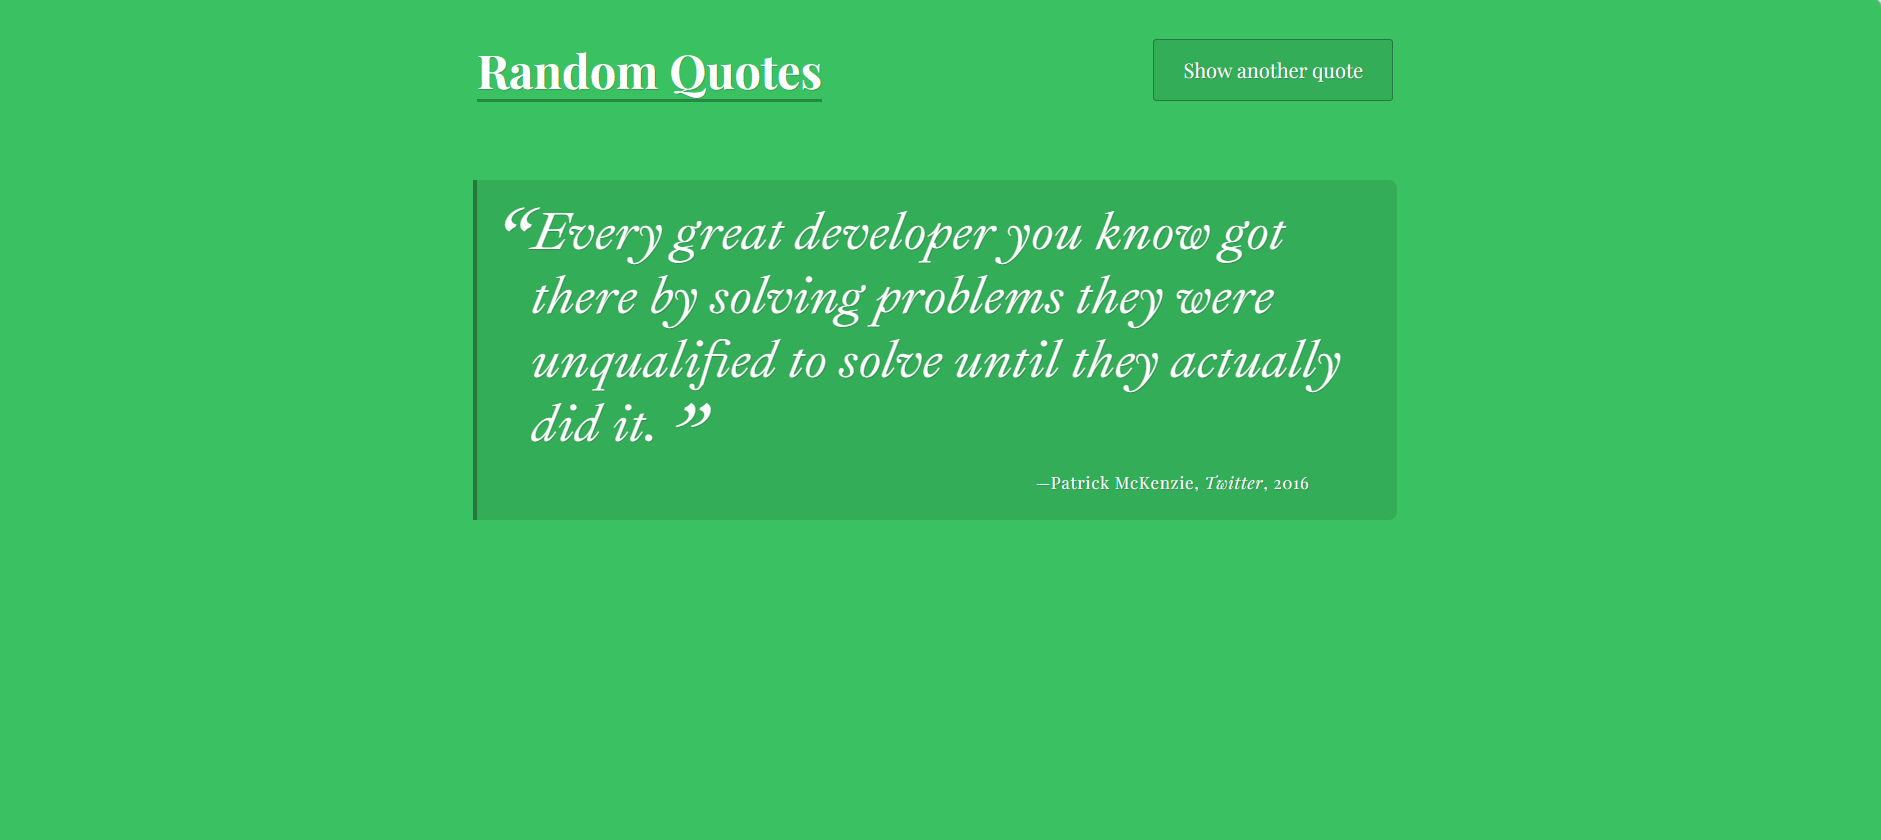 Random Quotes
Show another quote
“Every great developer you know got
there by solving problems they were
unqualified to solve until they actually
did it. ”
—Patrick McKenzie, Twitter, 2016